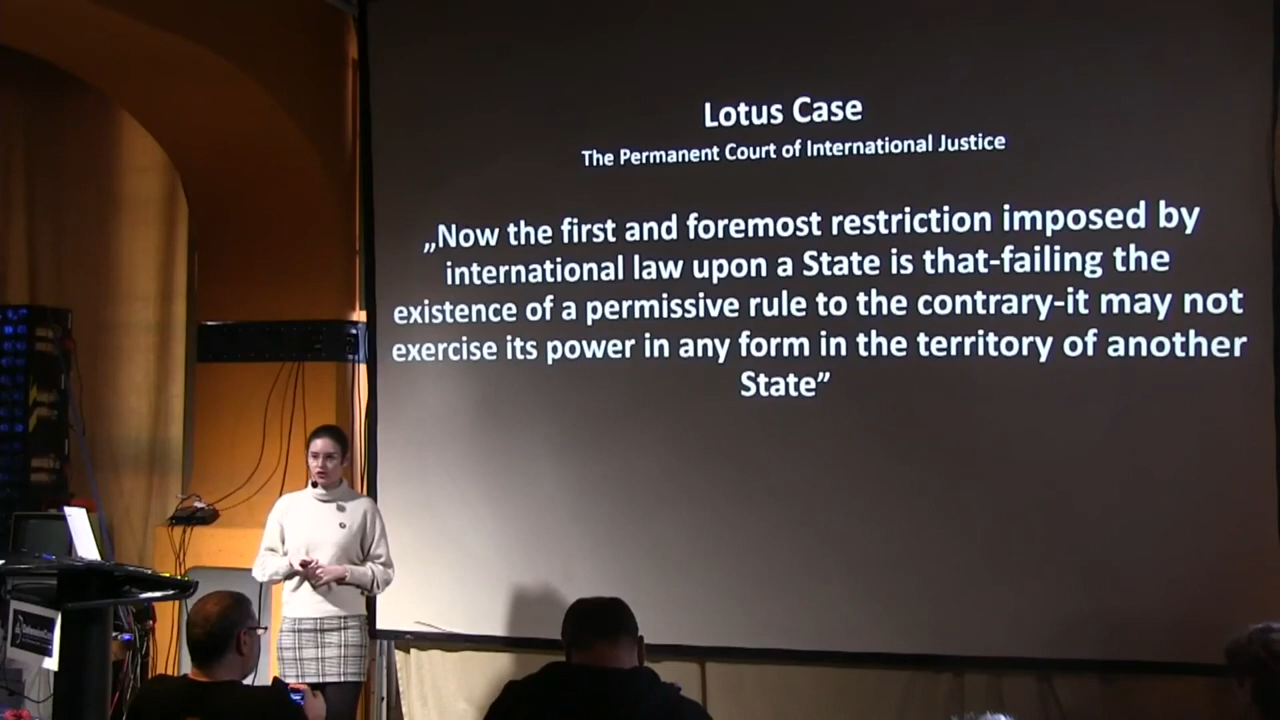 Lotus Case
The Permanent Court of International Justice
„Now the first and foremost restriction imposed by
international law upon a State is that-failing the
existence of a permissive rule to the contrary-it may not
exercise its power in any form in the territory of another
State”